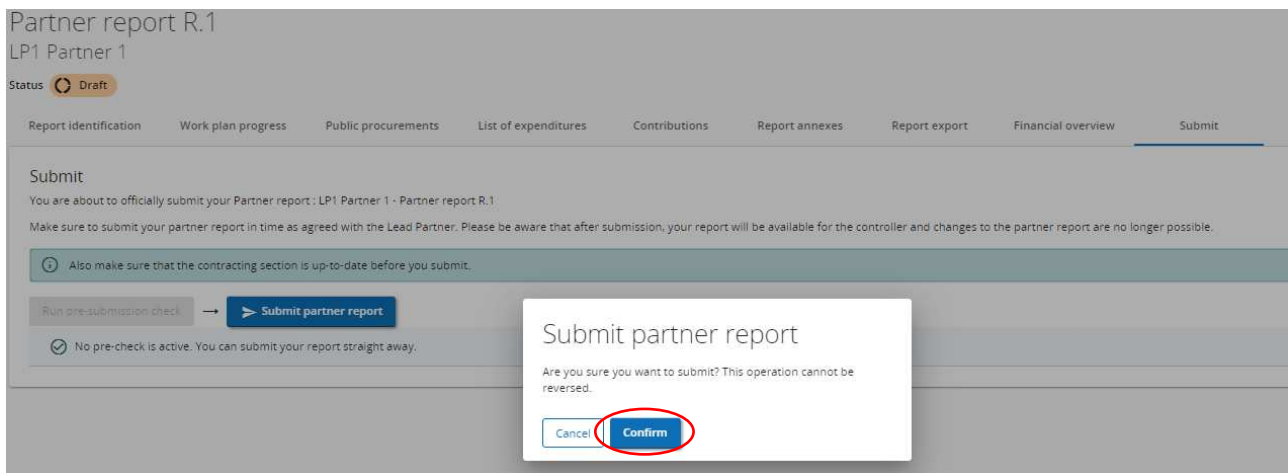 Partner report R.1
LP1 Partner 1
Status Draft
Report identification Work plan progress Public procurements List of expenditures Contributions Report annexes Report export Financial overview Submit
Submit
You are about to officially submit your Partner report : LP1 Partner 1 - Partner report R.1
Make sure to submit your partner report in time as agreed with the Lead Partner. Please be aware that after submission, your report will be available for the controller and changes to the partner report are no longer possible.
Also make sure that the contracting section is up-to-date before you submit.
Run pre-submission check → Submit partner report
No pre-check is active. You can submit your report straight away.
Submit partner report
Are you sure you want to submit? This operation cannot be
reversed.
Cancel Confirm